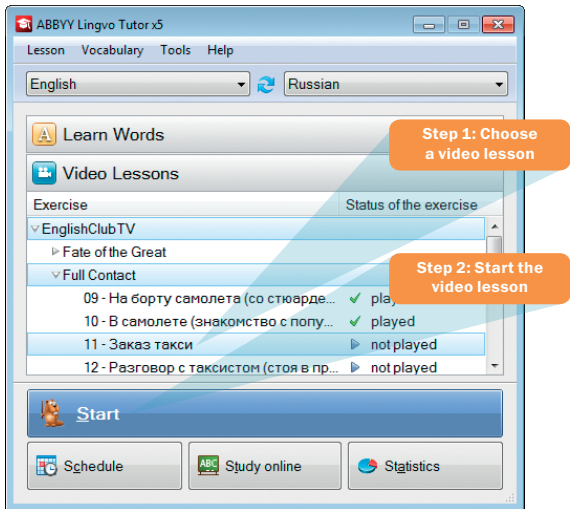 ABBYY Lingvo Tutor x5
Lesson Vocabulary Tools Help
English Russian
A Learn Words
Step 1: Choose
a video lesson
Video Lessons
Exercise Status of the exercise
EnglishClubTV
Fate of the Great
Full Contact
Step 2: Start the
video lesson
09 - На борту самолета (со стюарде...
10 - В самолете (знакомство с попу... played
11 - Заказ такси not played
12 - Разговор с таксистом (стоя в пр... not played
Start
Schedule ABC Study online Statistics